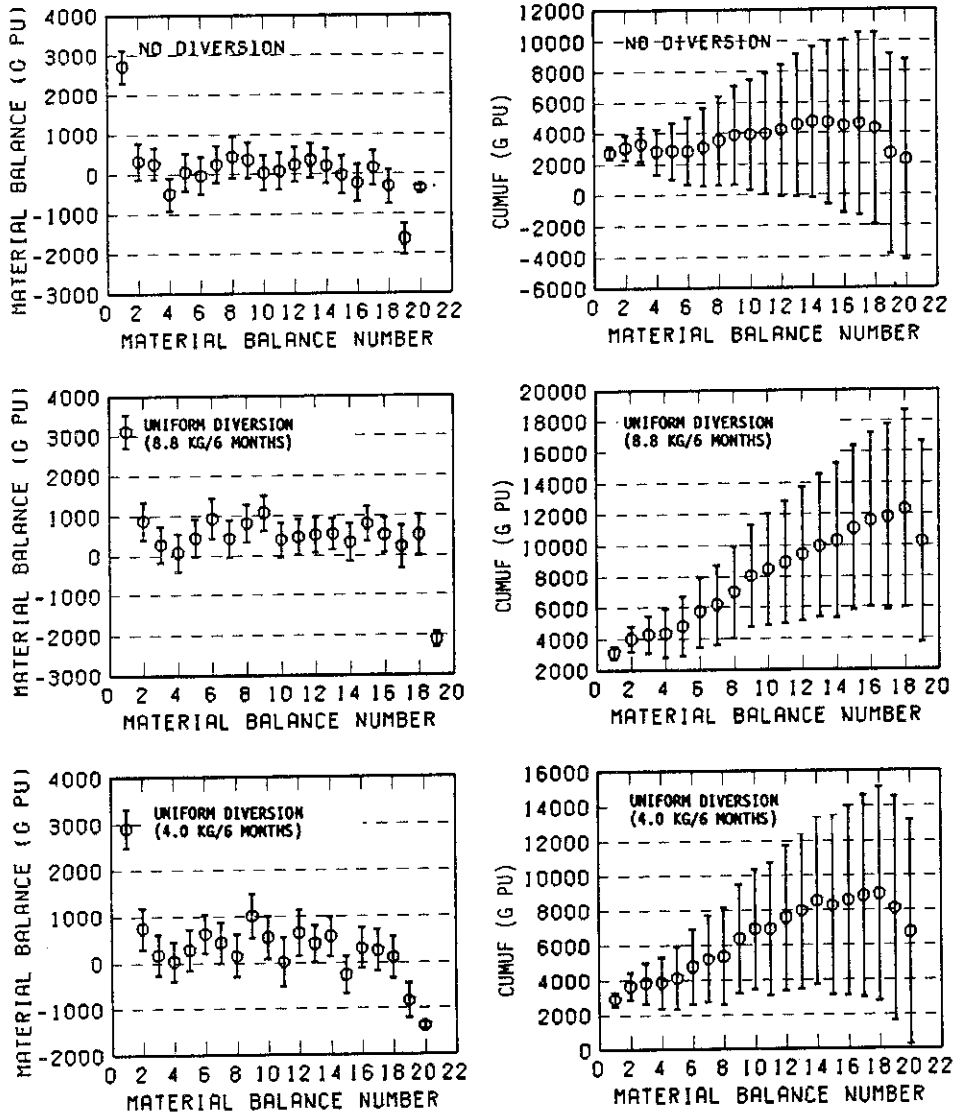 MATERIAL BALANCE (G PU)
4000
3000
2000
1000
0
-1000
-2000
-3000
NO DIVERSION
0 2 4 6 8 10 12 14 16 18 20 22
MATERIAL BALANCE NUMBER
CUMUF (G PU)
12000
10000
8000
6000
4000
2000
0
-2000
-4000
-6000
NO DIVERSION
0 2 4 6 8 10 12 14 16 18 20 22
MATERIAL BALANCE NUMBER
MATERIAL BALANCE (G PU)
4000
3000
2000
1000
0
-1000
-2000
-3000
UNIFORM DIVERSION
(8.8 KG/6 MONTHS)
0 2 4 6 8 10 12 14 16 18 20
MATERIAL BALANCE NUMBER
CUMUF (G PU)
20000
18000
16000
14000
12000
10000
8000
6000
4000
2000
UNIFORM DIVERSION
(8.8 KG/6 MONTHS)
0 2 4 6 8 10 12 14 16 18 20
MATERIAL BALANCE NUMBER
MATERIAL BALANCE (G PU)
4000
3000
2000
1000
0
-1000
-2000
UNIFORM DIVERSION
(4.0 KG/6 MONTHS)
0 2 4 6 8 10 12 14 16 18 20 22
MATERIAL BALANCE NUMBER
CUMUF (G PU)
16000
14000
12000
10000
8000
6000
4000
2000
0
UNIFORM DIVERSION
(4.0 KG/6 MONTHS)
0 2 4 6 8 10 12 14 16 18 20 22
MATERIAL BALANCE NUMBER